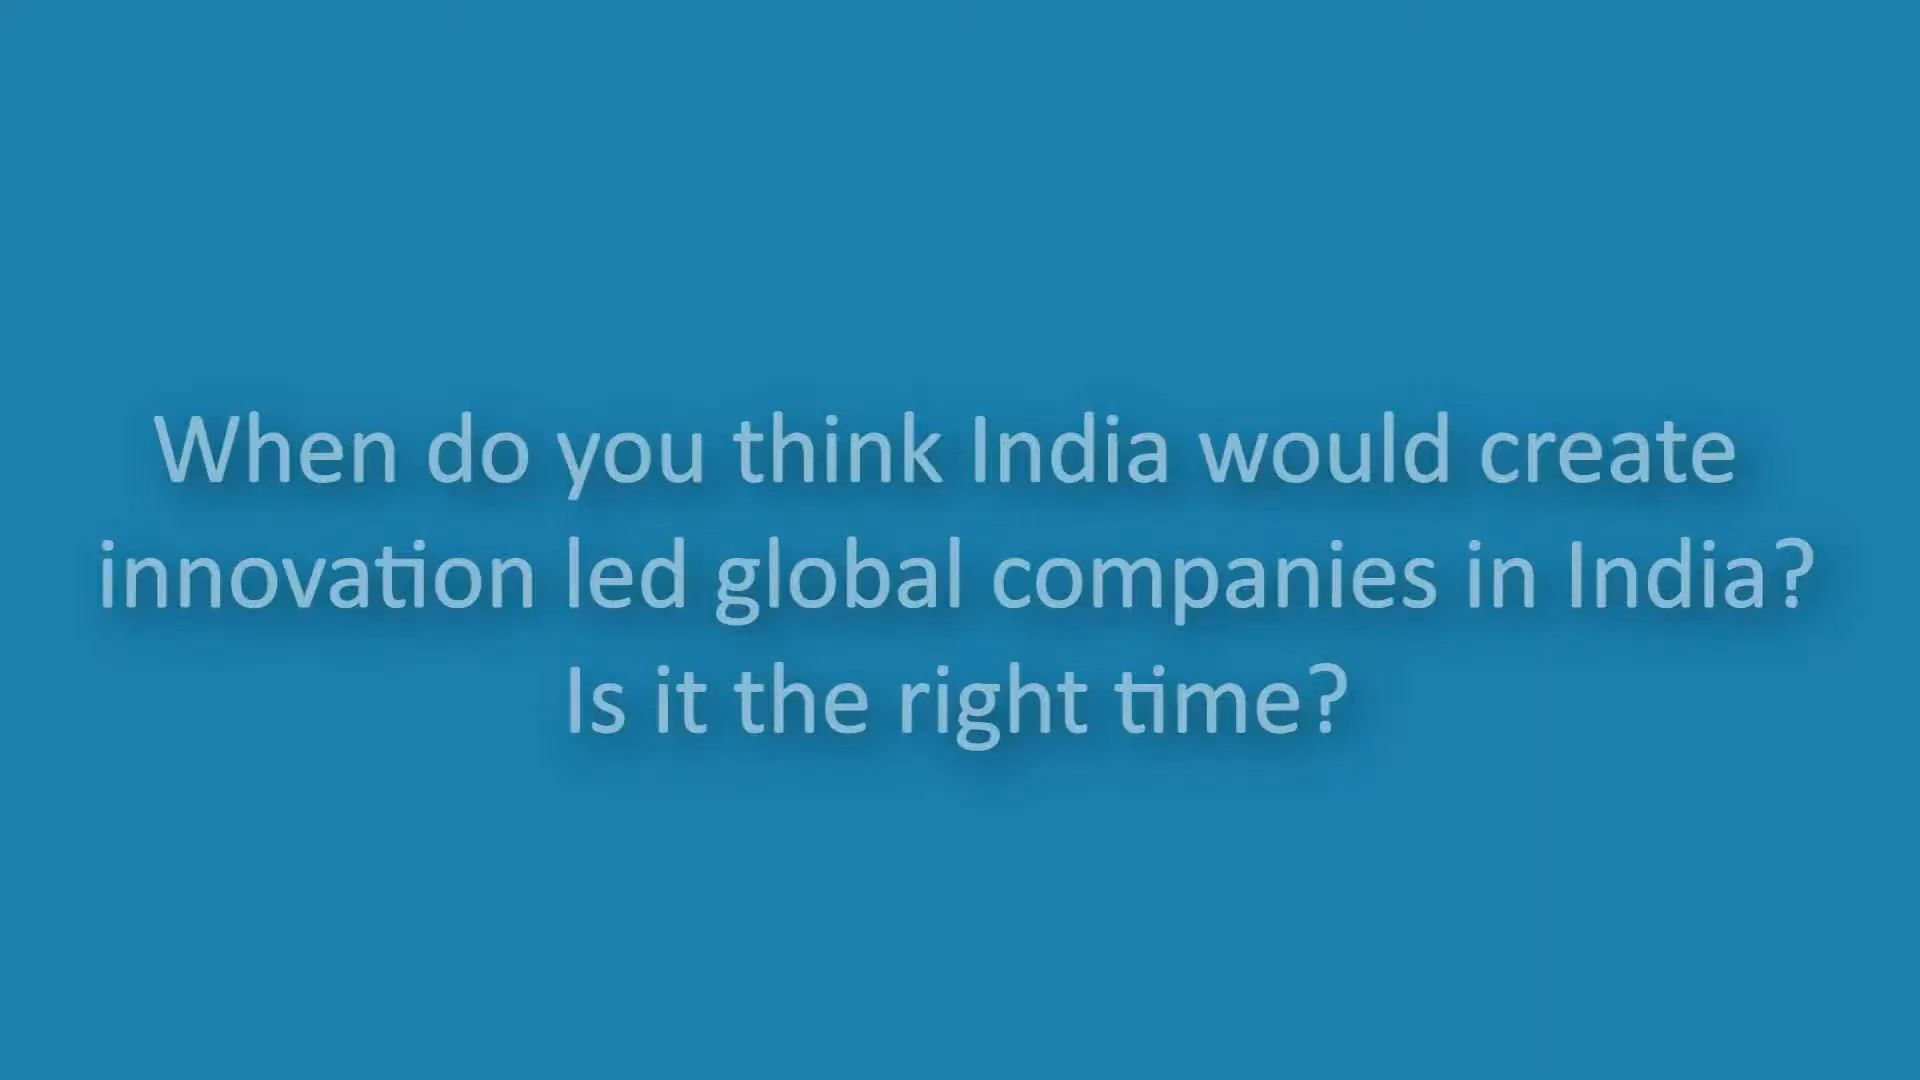 When do you think India would create
innovation led global companies in India?
Is it the right time?